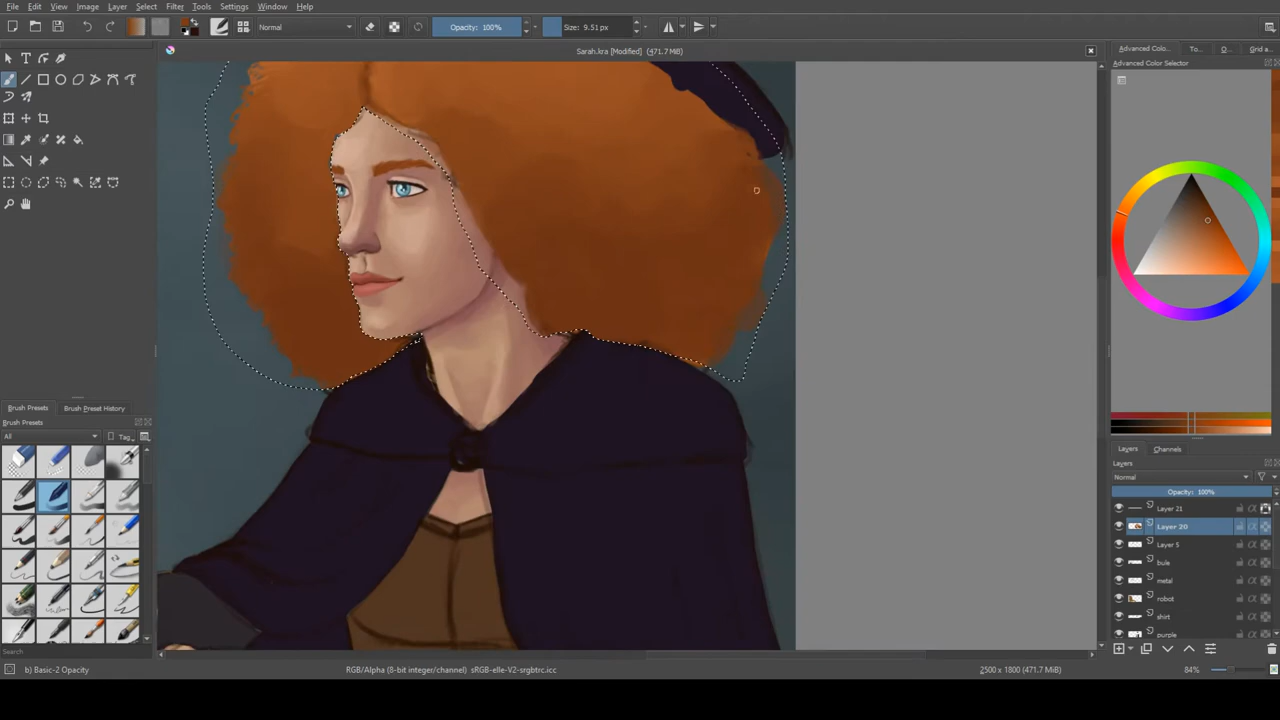 File Edit View Image Layer Select Filter Tools Settings Window Help
Normal Opacity: 100% Size: 9.51 px
Sarah.kra [Modified] (471.7 MiB)
Advanced Colo... To... O... Grid a...
Advanced Color Selector
Brush Presets Brush Preset History
Brush Presets
All Tag
Layers Channels
Layers
Normal
Opacity: 100%
Layer 21
Layer 20
Layer 5
bule
metal
robot
shirt
purple
Search
b) Basic-2 Opacity RGB/Alpha (8-bit integer/channel) sRGB-elle-V2-srgbtrc.icc 2500 x 1800 (471.7 MiB) 84%